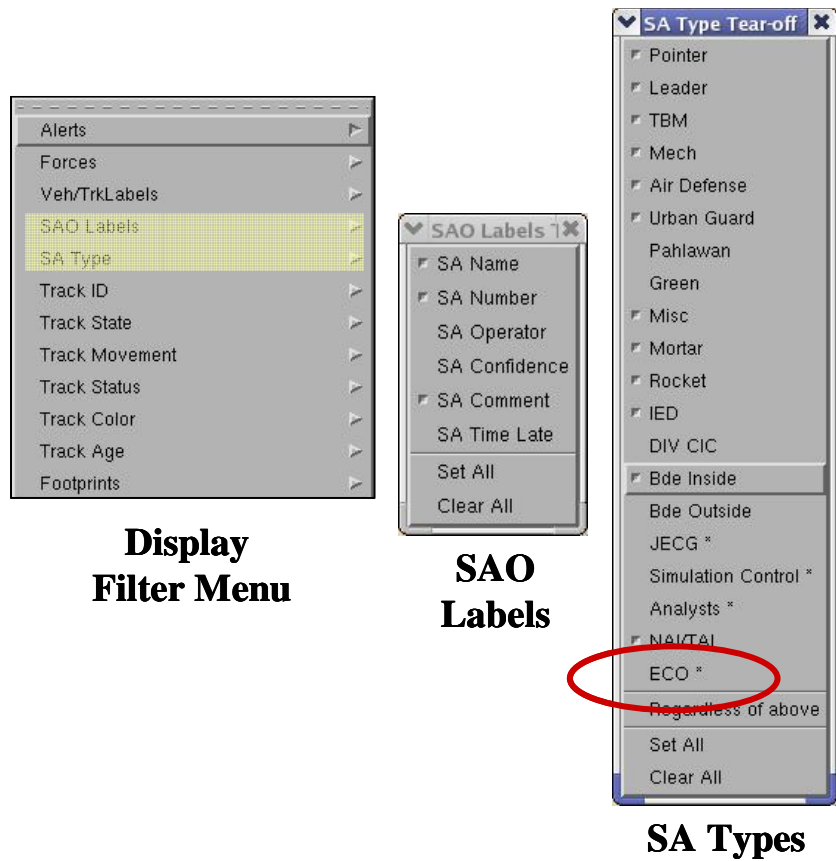 Alerts
Forces
Veh/TrkLabels
SAO Labels
SA Type
Track ID
Track State
Track Movement
Track Status
Track Color
Track Age
Footprints
Display
Filter Menu
SAO Labels T
SA Name
SA Number
SA Operator
SA Confidence
SA Comment
SA Time Late
Set All
Clear All
SAO
Labels
SA Type Tear-off
Pointer
Leader
TBM
Mech
Air Defense
Urban Guard
Pahlawan
Green
Misc
Mortar
Rocket
IED
DIV CIC
Bde Inside
Bde Outside
JECG *
Simulation Control *
Analysts *
NAI/TAI
ECO *
Regardless of above
Set All
Clear All
SA Types